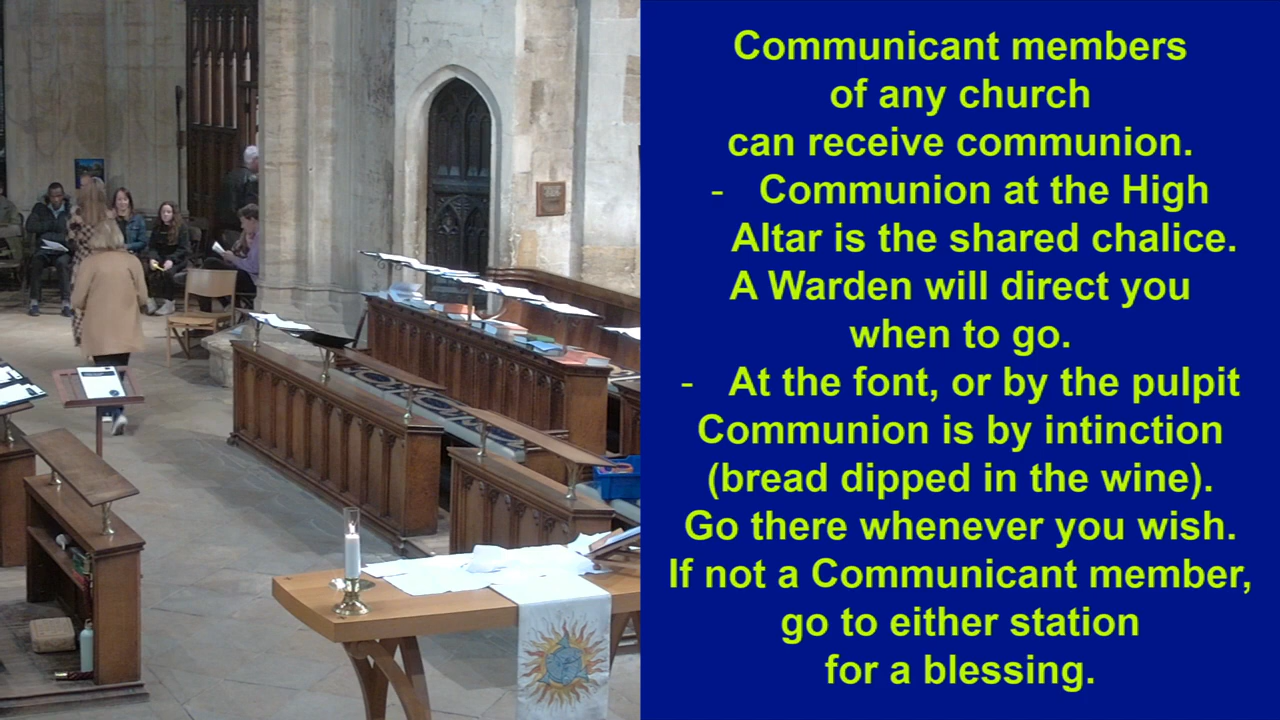 Communicant members
of any church
can receive communion.
- Communion at the High
Altar is the shared chalice.
A Warden will direct you
when to go.
- At the font, or by the pulpit
Communion is by intinction
(bread dipped in the wine).
Go there whenever you wish.
If not a Communicant member,
go to either station
for a blessing.